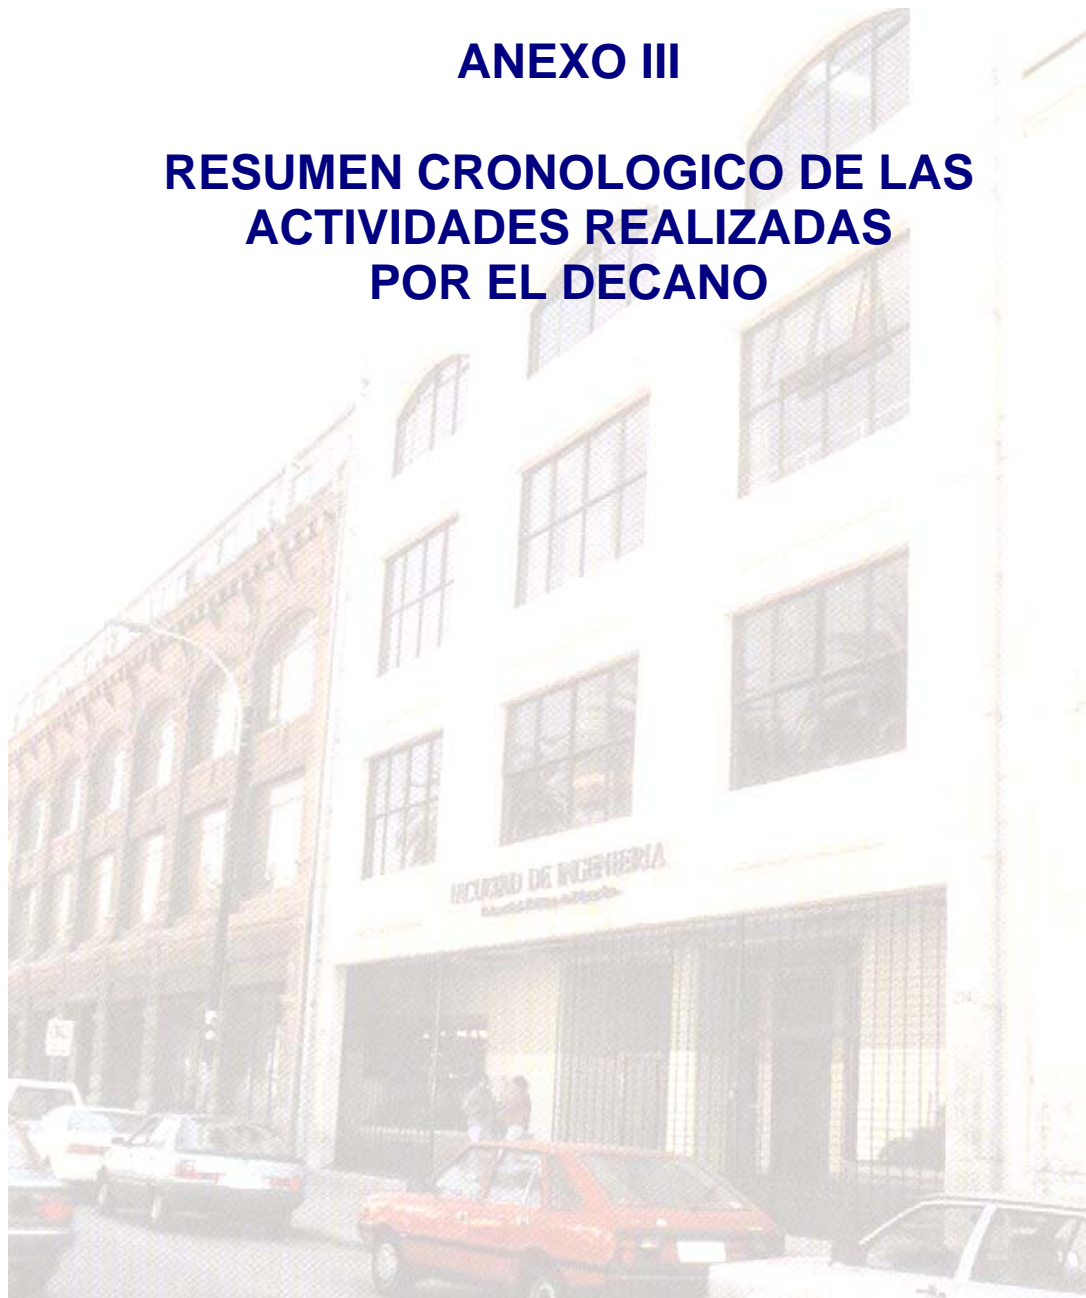 ANEXO III
RESUMEN CRONOLOGICO DE LAS
ACTIVIDADES REALIZADAS
POR EL DECANO
FACULTAD DE INGENIERIA